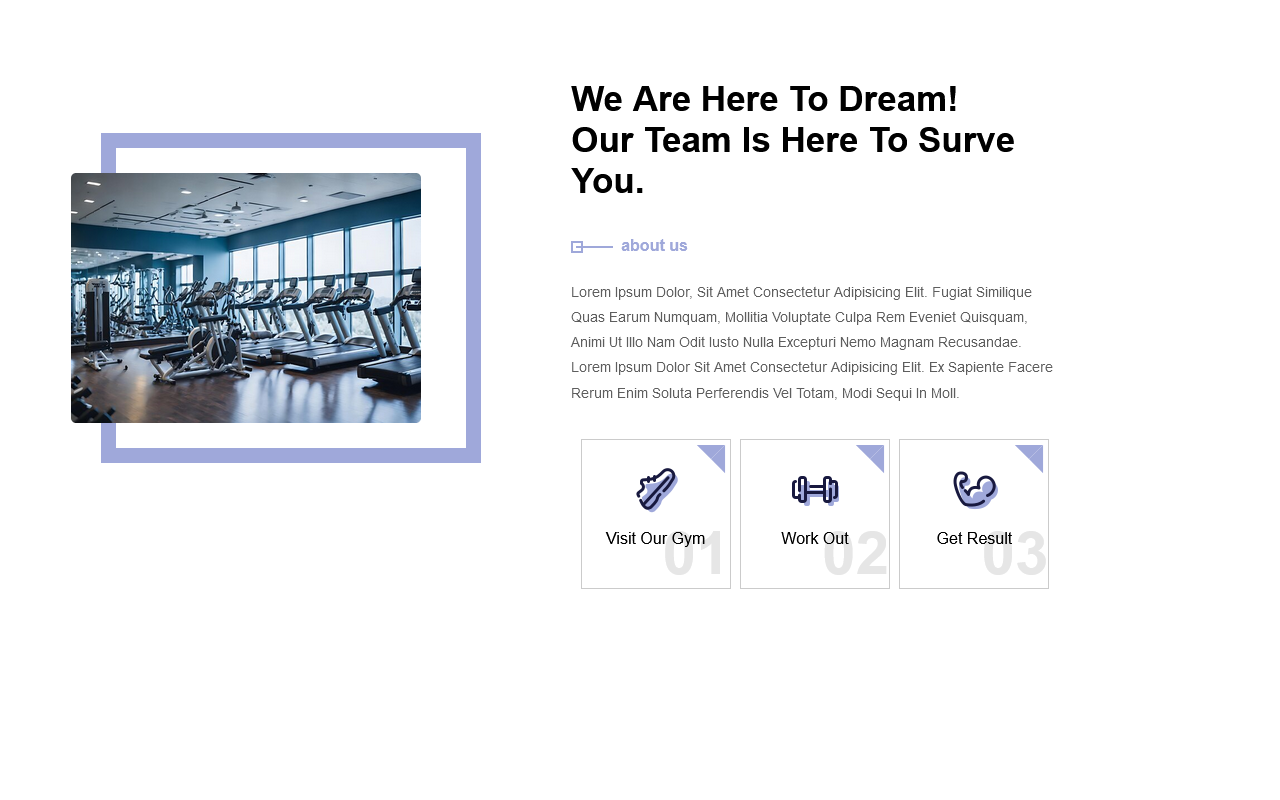 We Are Here To Dream!
Our Team Is Here To Surve
You.
about us
Lorem Ipsum Dolor, Sit Amet Consectetur Adipisicing Elit. Fugiat Similique
Quas Earum Numquam, Mollitia Voluptate Culpa Rem Eveniet Quisquam,
Animi Ut Illo Nam Odit Iusto Nulla Excepturi Nemo Magnam Recusandae.
Lorem Ipsum Dolor Sit Amet Consectetur Adipisicing Elit. Ex Sapiente Facere
Rerum Enim Soluta Perferendis Vel Totam, Modi Sequi In Moll.
Visit Our Gym
01
Work Out
02
Get Result
03